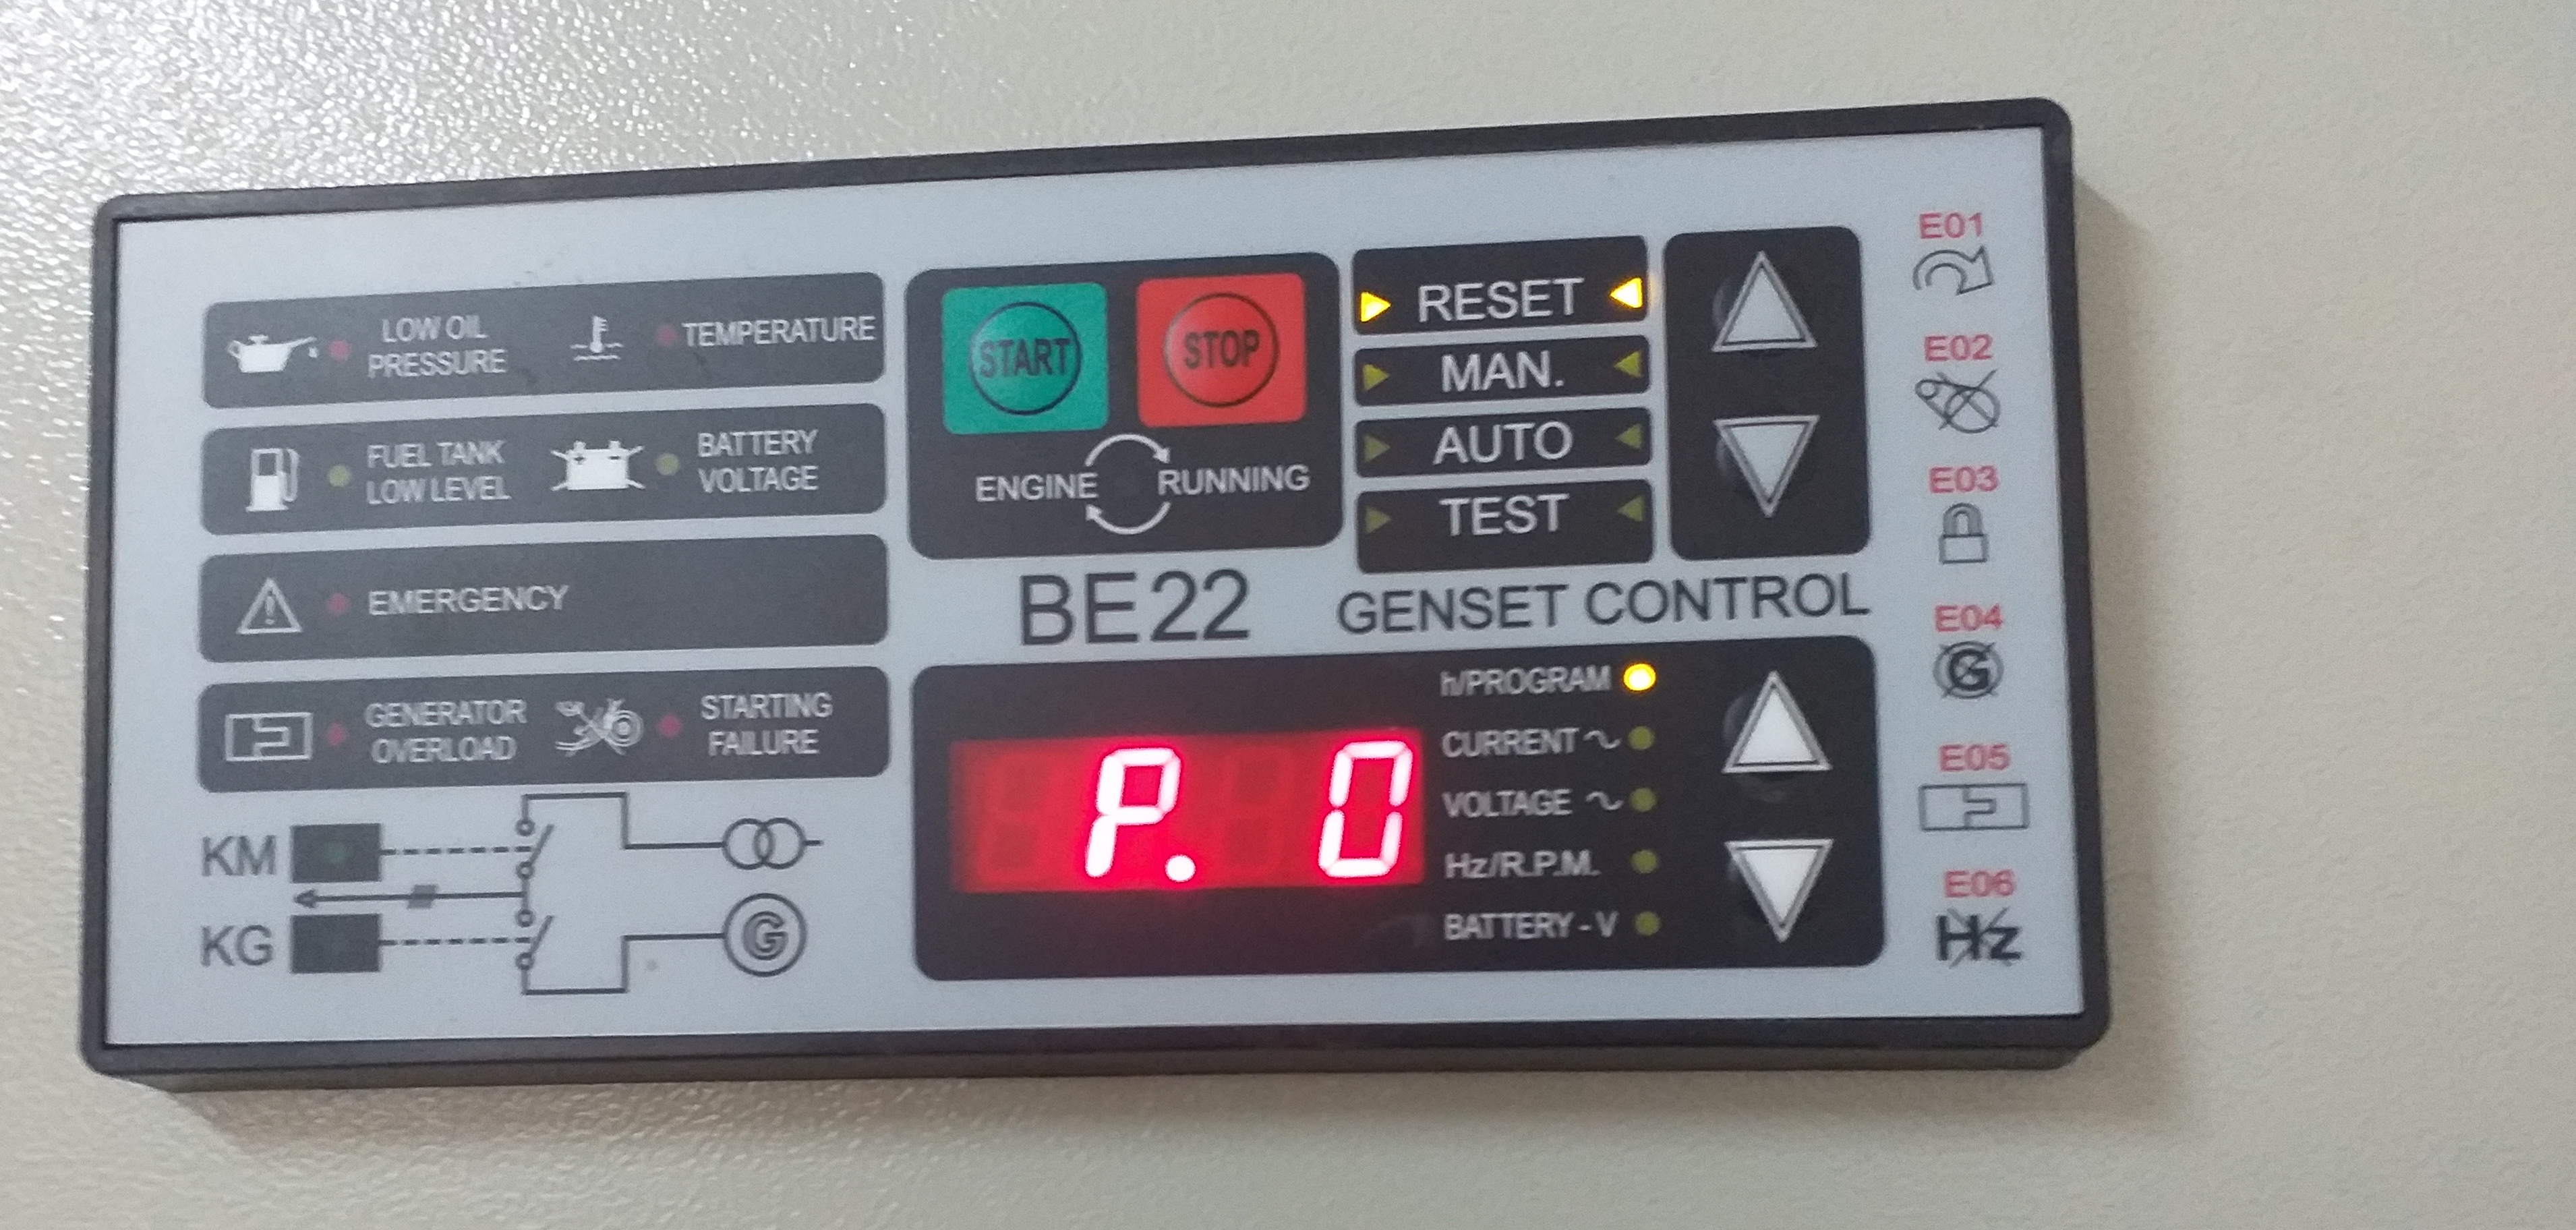 LOW OIL
PRESSURE
TEMPERATURE
FUEL TANK
LOW LEVEL
BATTERY
VOLTAGE
EMERGENCY
GENERATOR
OVERLOAD
STARTING
FAILURE
KM
KG
G
START
STOP
ENGINE RUNNING
RESET
MAN.
AUTO
TEST
BE22 GENSET CONTROL
P. 0
h/PROGRAM
CURRENT ~
VOLTAGE ~
Hz/R.P.M.
BATTERY - V
E01
E02
E03
E04
G
E05
E06
Hz